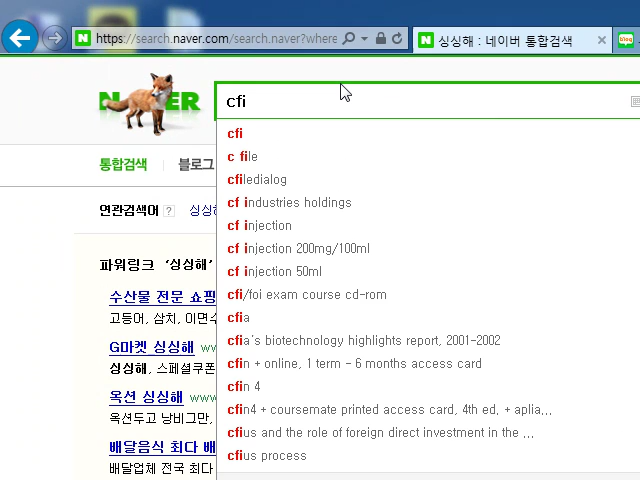 https://search.naver.com/search.naver?where
싱싱해 : 네이버 통합검색
blog
NAVER
cfi
통합검색
블로그
cfi
c file
cfiledialog
cf industries holdings
cf injection
cf injection 200mg/100ml
cf injection 50ml
cfi/foi exam course cd-rom
cfia
cfia's biotechnology highlights report, 2001-2002
cfin + online, 1 term - 6 months access card
cfin 4
cfin4 + coursemate printed access card, 4th ed. + aplia...
cfius and the role of foreign direct investment in the ...
cfius process
연관검색어 ?
싱싱
파워링크 '싱싱해'
수산물 전문 쇼핑
고등어, 삼치, 이면수
G마켓 싱싱해 ww
싱싱해, 스페셜쿠폰
옥션 싱싱해 www
옥션두고 낭비그만,
배달음식 최다 배
배달업체 전국 최다